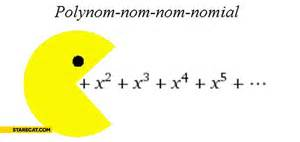 Polynom-nom-nom-nomial
+ x² + x³ + x⁴ + x⁵ + ⋯
STARECAT.COM